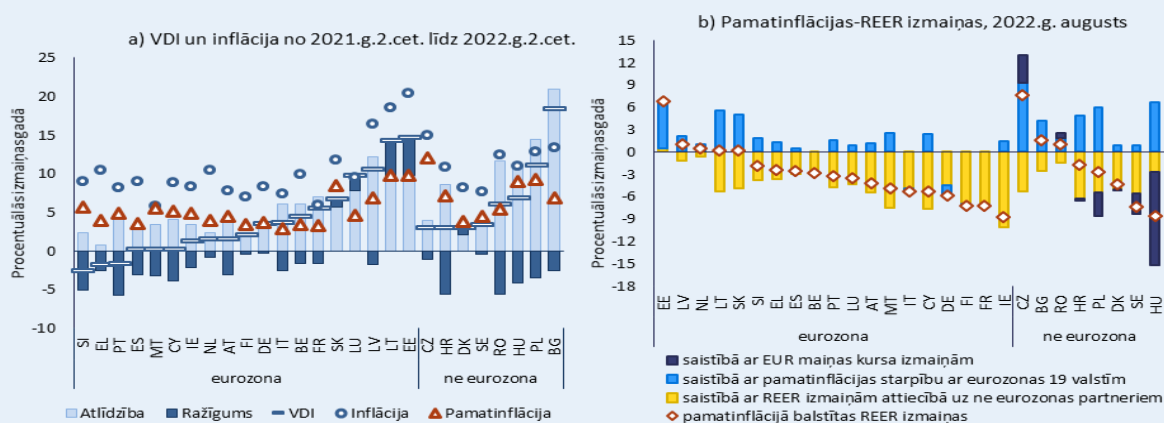 a) VDI un inflācija no 2021.g.2.cet. līdz 2022.g.2.cet.
Procentuālāsizmaiņasgadā
25
20
15
10
5
0
-5
-10
SI EL PT ES MT CY IE NL AT FI DE IT BE FR SK LU LV LT EE CZ HR DK SE RO HU PL BG
eurozona
ne eurozona
Atlīdzība Ražīgums VDI Inflācija Pamatinflācija
b) Pamatinflācijas-REER izmaiņas, 2022.g. augusts
Procentuālāsizmaiņasgadā
15
12
9
6
3
0
-3
-6
-9
-12
-15
-18
EE LV NL LT SK SI EL ES BE PT LU AT MT IT CY DE FI FR IE CZ BG RO HR PL DK SE HU
eurozona
ne eurozona
saistībā ar EUR maiņas kursa izmaiņām
saistībā ar pamatinflācijas starpību ar eurozonas 19 valstīm
saistībā ar REER izmaiņām attiecībā uz ne eurozonas partneriem
pamatinflācijā balstītas REER izmaiņas